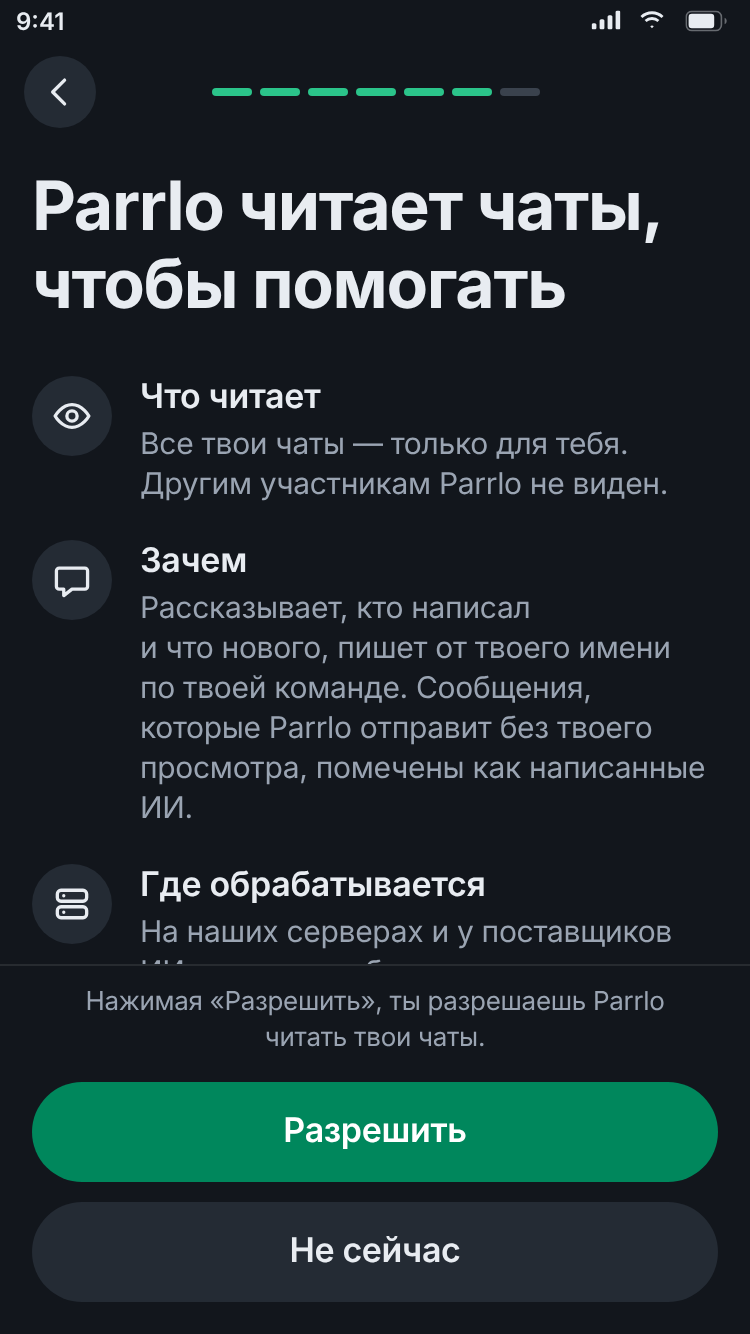 9:41
Parrlo читает чаты,
чтобы помогать
Что читает
Все твои чаты — только для тебя.
Другим участникам Parrlo не виден.
Зачем
Рассказывает, кто написал
и что нового, пишет от твоего имени
по твоей команде. Сообщения,
которые Parrlo отправит без твоего
просмотра, помечены как написанные
ИИ.
Где обрабатывается
На наших серверах и у поставщиков
Нажимая «Разрешить», ты разрешаешь Parrlo
читать твои чаты.
Разрешить
Не сейчас